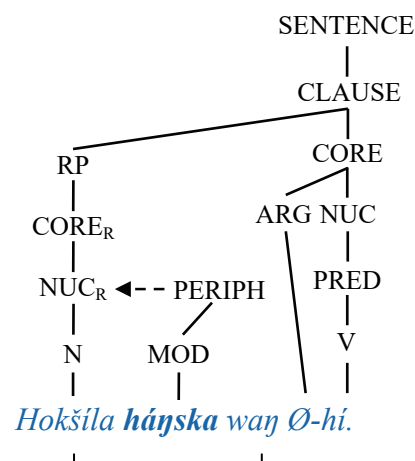 SENTENCE
CLAUSE
RP CORE
CORER ARG NUC
NUCR PERIPH PRED
N MOD V
Hokšíla háŋska waŋ Ø-hí.